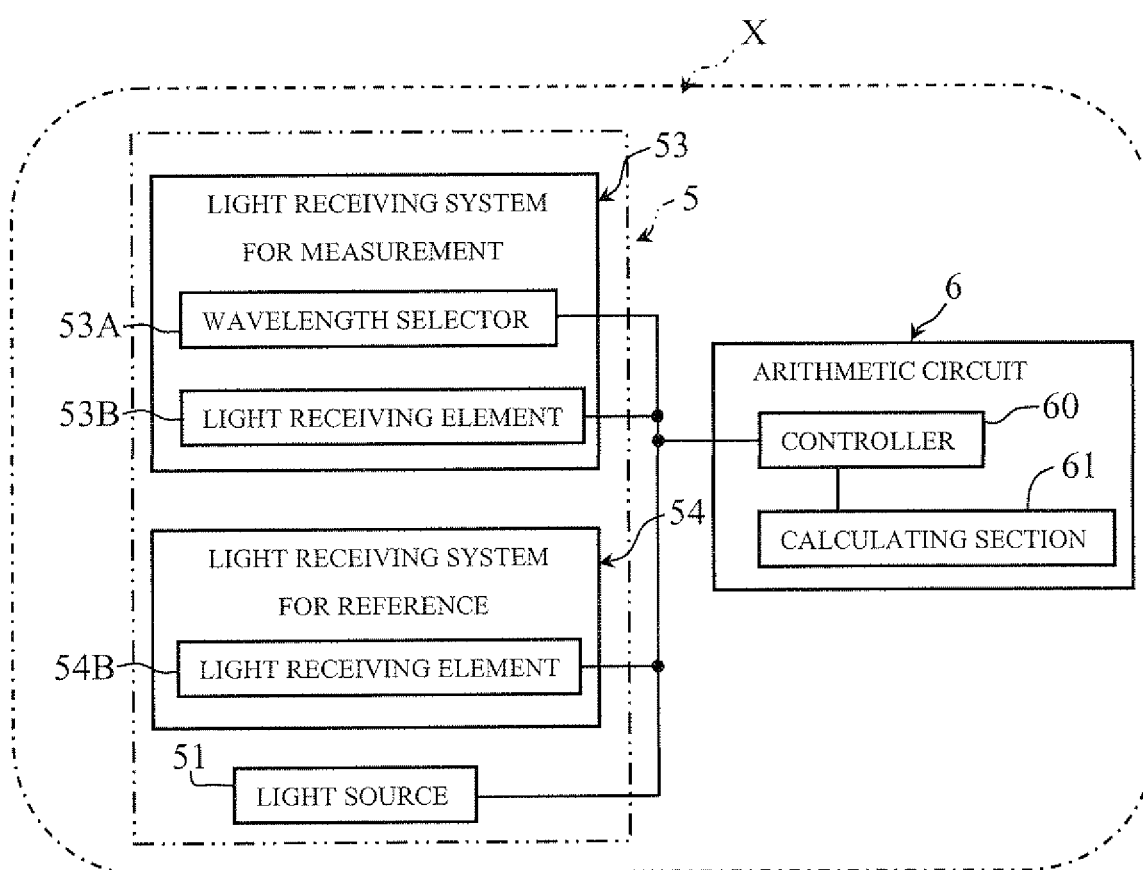 X
53
LIGHT RECEIVING SYSTEM
FOR MEASUREMENT
5
53A
WAVELENGTH SELECTOR
53B
LIGHT RECEIVING ELEMENT
6
ARITHMETIC CIRCUIT
60
CONTROLLER
61
CALCULATING SECTION
54
LIGHT RECEIVING SYSTEM
FOR REFERENCE
54B
LIGHT RECEIVING ELEMENT
51
LIGHT SOURCE